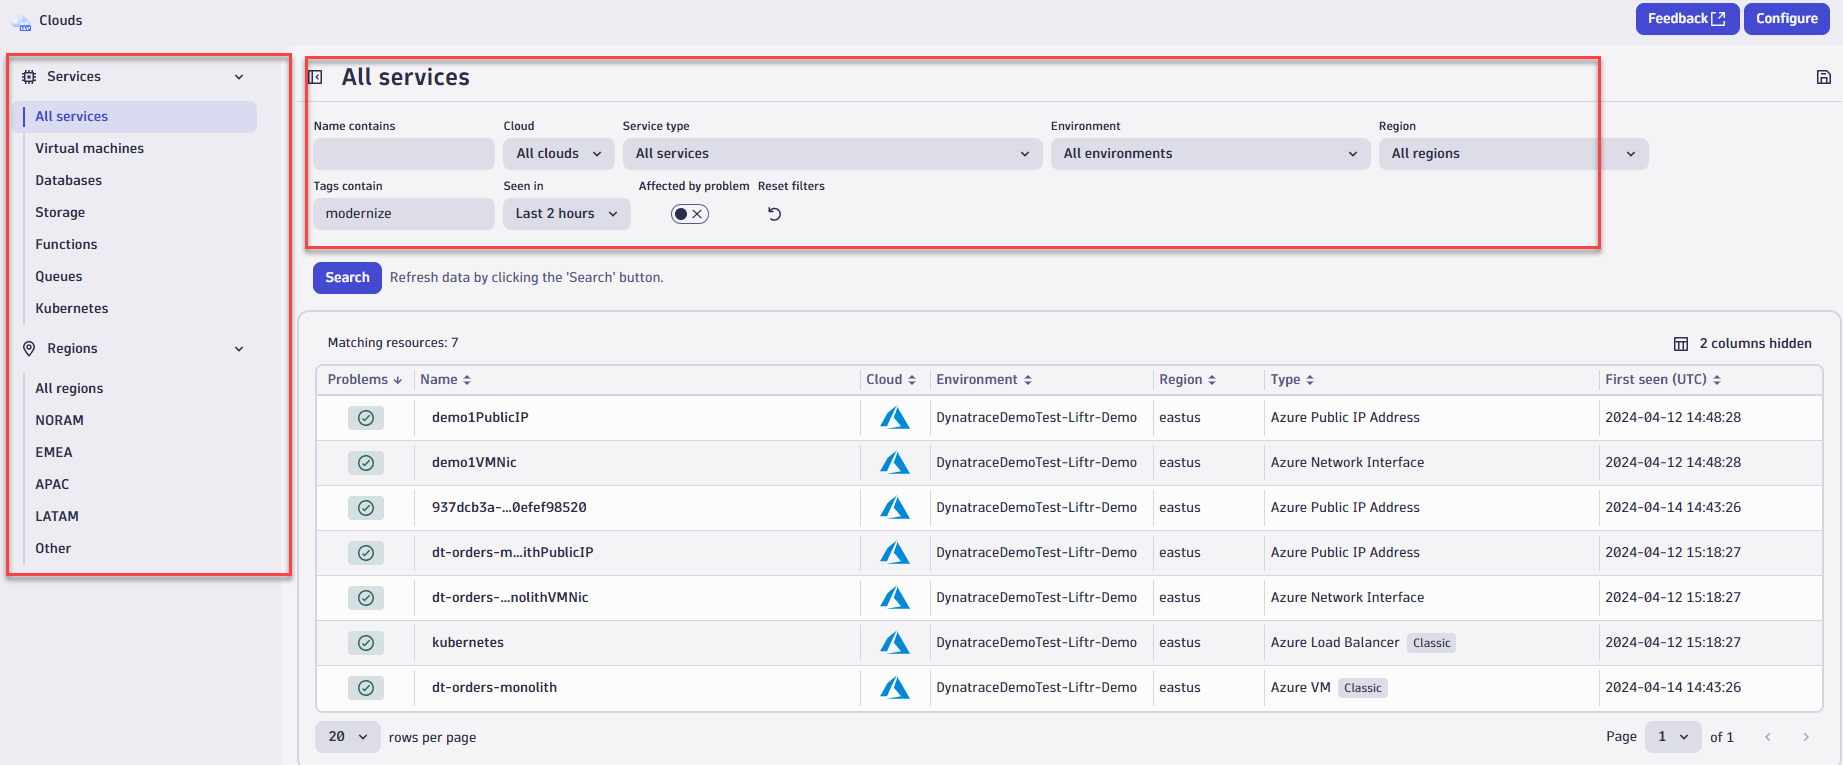 Clouds
Feedback
Configure
Services
All services
Virtual machines
Databases
Storage
Functions
Queues
Kubernetes
Regions
All regions
NORAM
EMEA
APAC
LATAM
Other
All services
Name contains Cloud Service type Environment Region
All clouds All services All environments All regions
Tags contain Seen in Affected by problem Reset filters
modernize Last 2 hours
Search Refresh data by clicking the 'Search' button.
Matching resources: 7 2 columns hidden
Problems Name Cloud Environment Region Type First seen (UTC)
demo1PublicIP DynatraceDemoTest-Liftr-Demo eastus Azure Public IP Address 2024-04-12 14:48:28
demo1VMNic DynatraceDemoTest-Liftr-Demo eastus Azure Network Interface 2024-04-12 14:48:28
937dcb3a-...0efef98520 DynatraceDemoTest-Liftr-Demo eastus Azure Public IP Address 2024-04-14 14:43:26
dt-orders-m...ithPublicIP DynatraceDemoTest-Liftr-Demo eastus Azure Public IP Address 2024-04-12 15:18:27
dt-orders-...nolithVMNic DynatraceDemoTest-Liftr-Demo eastus Azure Network Interface 2024-04-12 15:18:27
kubernetes DynatraceDemoTest-Liftr-Demo eastus Azure Load Balancer Classic 2024-04-12 15:18:27
dt-orders-monolith DynatraceDemoTest-Liftr-Demo eastus Azure VM Classic 2024-04-14 14:43:26
20 rows per page Page 1 of 1